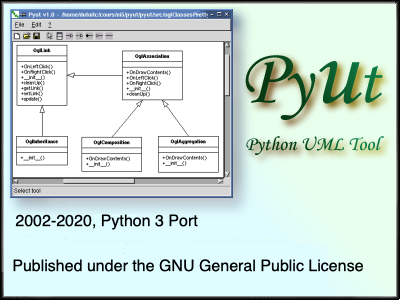 Pyut v1.0 - /home/dutoitc/cours/ei5/pyut/pyut/src/oglClassesPretty
File Edit ?
OglLink
+OnLeftClick()
+OnRightClick()
+__init__()
+cleanUp()
+getLink()
+setLink()
+update()
OglAssociation
+OnDrawContents()
+OnLeftClick()
+OnRightClick()
+__init__()
+cleanUp()
OglInheritance
+__init__()
OglComposition
+OnDrawContents()
+__init__()
OglAggregation
+OnDrawContents()
+__init__()
Select tool
PyUt
Python UML Tool
2002-2020, Python 3 Port
Published under the GNU General Public License